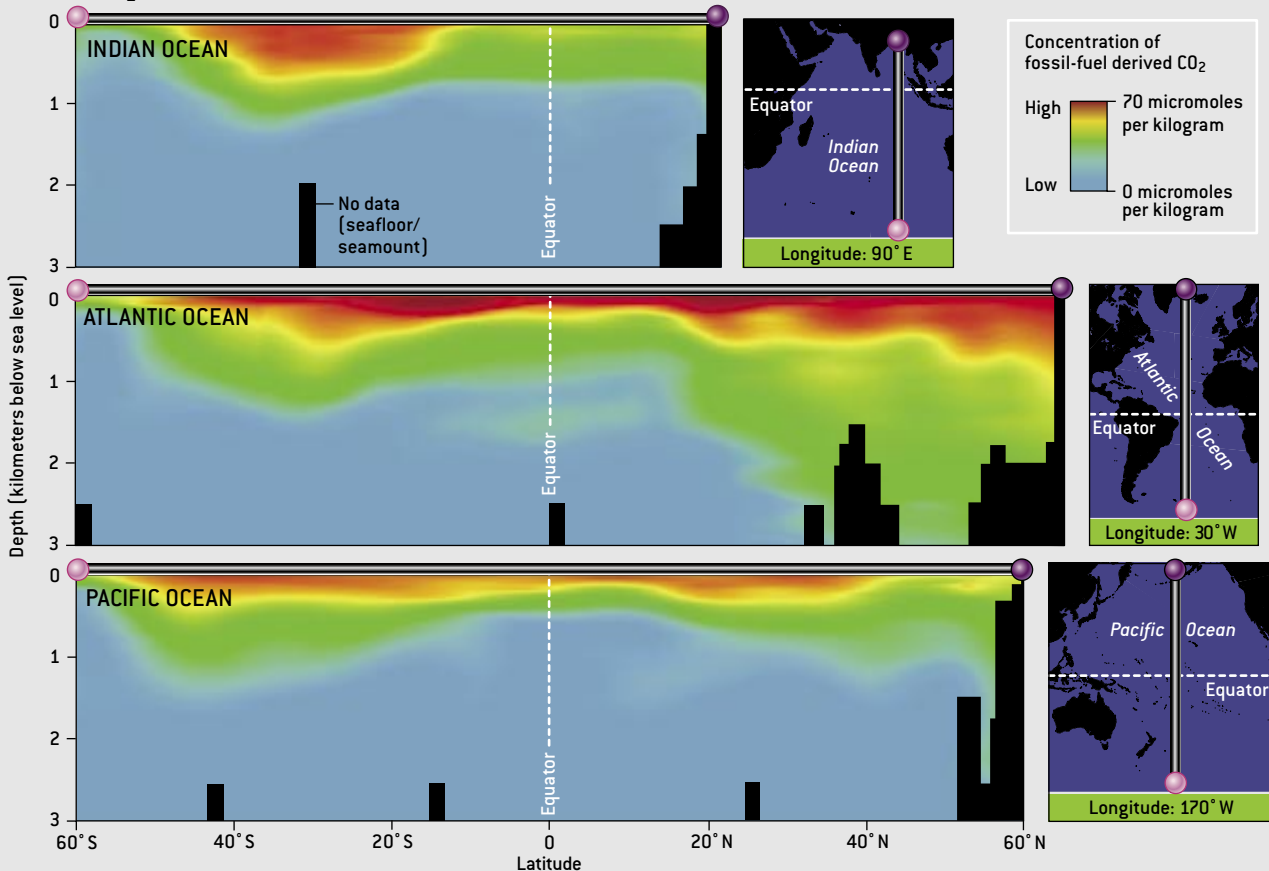 0
INDIAN OCEAN
1
2
3
No data
(seafloor/
seamount)
Equator
Equator
Indian
Ocean
Longitude: 90° E
Concentration of
fossil-fuel derived CO₂
High
70 micromoles
per kilogram
Low
0 micromoles
per kilogram
Depth (kilometers below sea level)
0
ATLANTIC OCEAN
1
2
3
Equator
Atlantic
Equator
Ocean
Longitude: 30° W
0
PACIFIC OCEAN
1
2
3
Equator
Pacific Ocean
Equator
Longitude: 170° W
60° S
40° S
20° S
0
20° N
40° N
60° N
Latitude